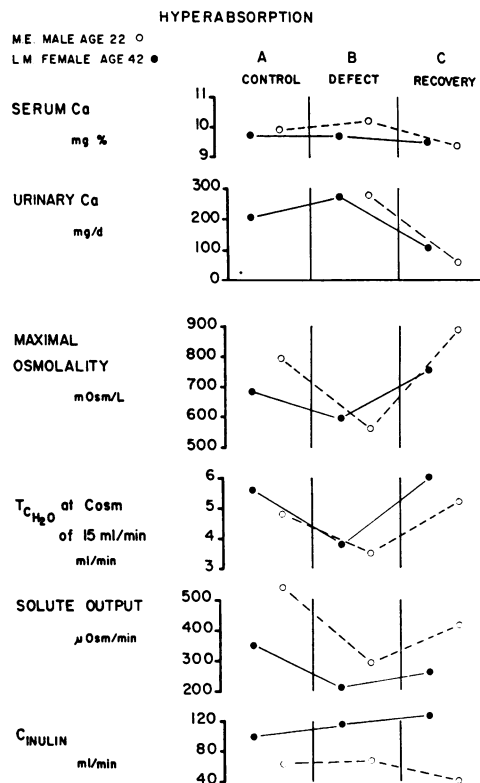 HYPERABSORPTION
M.E. MALE AGE 22 ○
L.M FEMALE AGE 42 ●
A B C
CONTROL DEFECT RECOVERY
SERUM Ca
mg %
11
10
9
URINARY Ca
mg/d
300
200
100
0
MAXIMAL
OSMOLALITY
mOsm/L
900
800
700
600
500
TCH2O at Cosm
of 15 ml/min
ml/min
6
5
4
3
SOLUTE OUTPUT
μOsm/min
500
400
300
200
CINULIN
ml/min
120
80
40